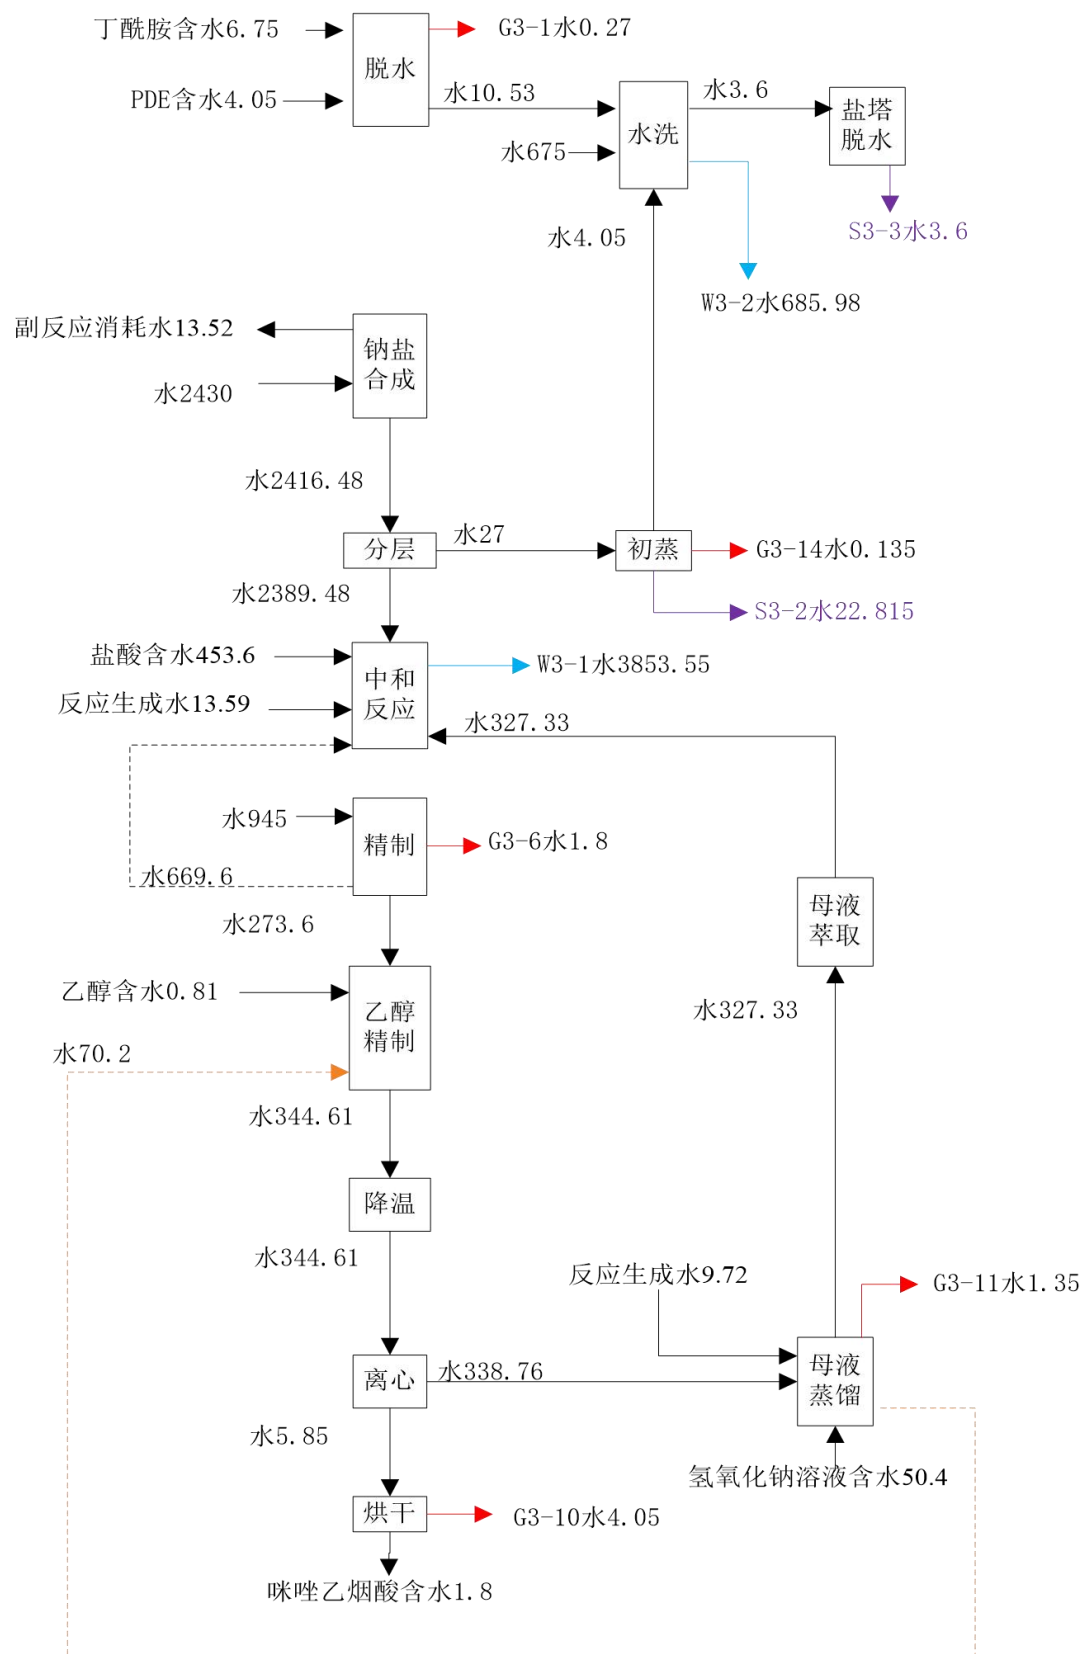 丁酰胺含水6.75
G3-1水0.27
脱水
PDE含水4.05
水10.53
水3.6
水洗
盐塔
脱水
水675
水4.05
S3-3水3.6
W3-2水685.98
副反应消耗水13.52
钠盐
合成
水2430
水2416.48
分层
水27
初蒸
G3-14水0.135
水2389.48
S3-2水22.815
盐酸含水453.6
中和
反应
W3-1水3853.55
反应生成水13.59
水327.33
水945
精制
G3-6水1.8
水669.6
母液
萃取
水273.6
乙醇含水0.81
乙醇
精制
水327.33
水70.2
水344.61
降温
水344.61
反应生成水9.72
G3-11水1.35
离心
水338.76
母液
蒸馏
水5.85
氢氧化钠溶液含水50.4
烘干
G3-10水4.05
咪唑乙烟酸含水1.8